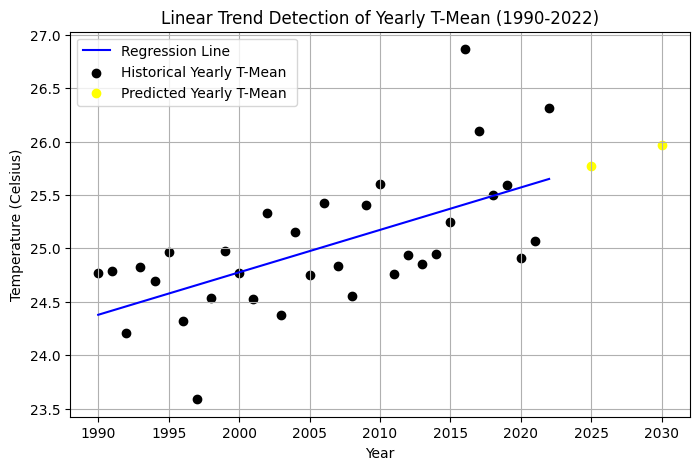 Linear Trend Detection of Yearly T-Mean (1990-2022)
27.0
26.5
26.0
25.5
25.0
24.5
24.0
23.5
Temperature (Celsius)
Regression Line
Historical Yearly T-Mean
Predicted Yearly T-Mean
1990
1995
2000
2005
2010
2015
2020
2025
2030
Year